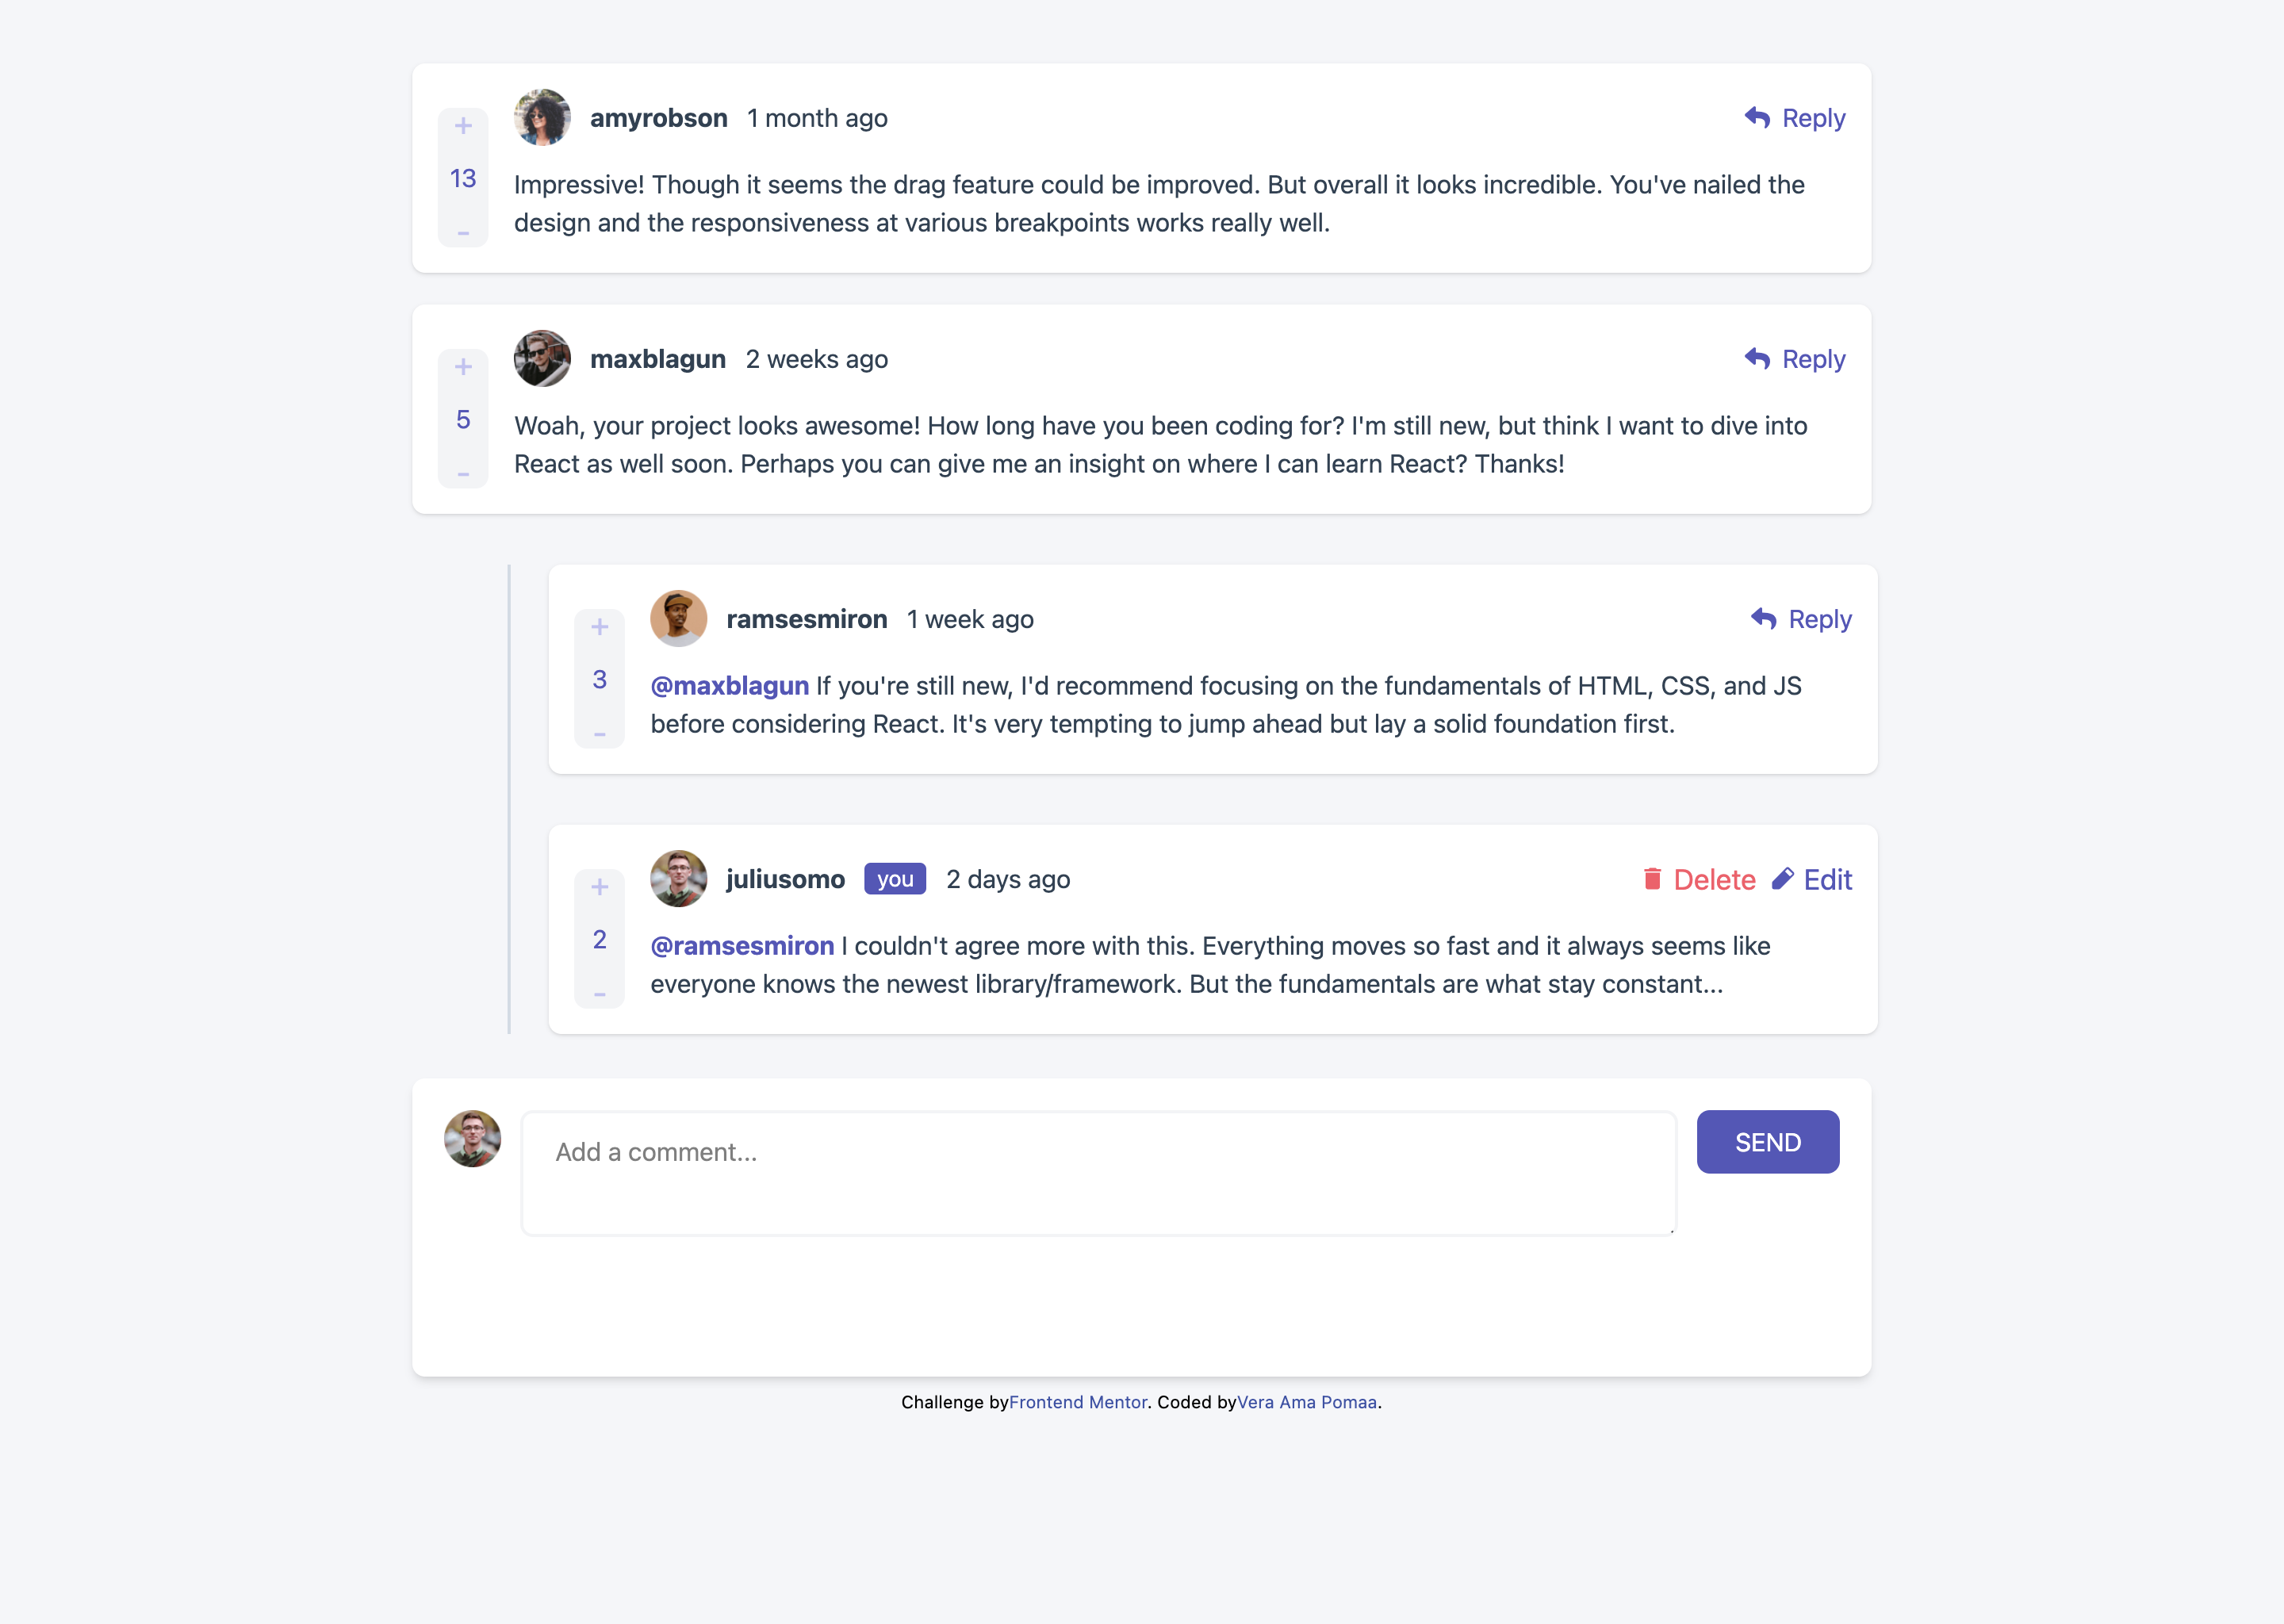 +
amyrobson 1 month ago Reply
13
Impressive! Though it seems the drag feature could be improved. But overall it looks incredible. You've nailed the
design and the responsiveness at various breakpoints works really well.
-
+
maxblagun 2 weeks ago Reply
5
Woah, your project looks awesome! How long have you been coding for? I'm still new, but think I want to dive into
React as well soon. Perhaps you can give me an insight on where I can learn React? Thanks!
-
+
ramsesmiron 1 week ago Reply
3
@maxblagun If you're still new, I'd recommend focusing on the fundamentals of HTML, CSS, and JS
before considering React. It's very tempting to jump ahead but lay a solid foundation first.
-
+
juliusomo you 2 days ago Delete Edit
2
@ramsesmiron I couldn't agree more with this. Everything moves so fast and it always seems like
everyone knows the newest library/framework. But the fundamentals are what stay constant...
-
Add a comment...
SEND
Challenge byFrontend Mentor. Coded byVera Ama Pomaa.